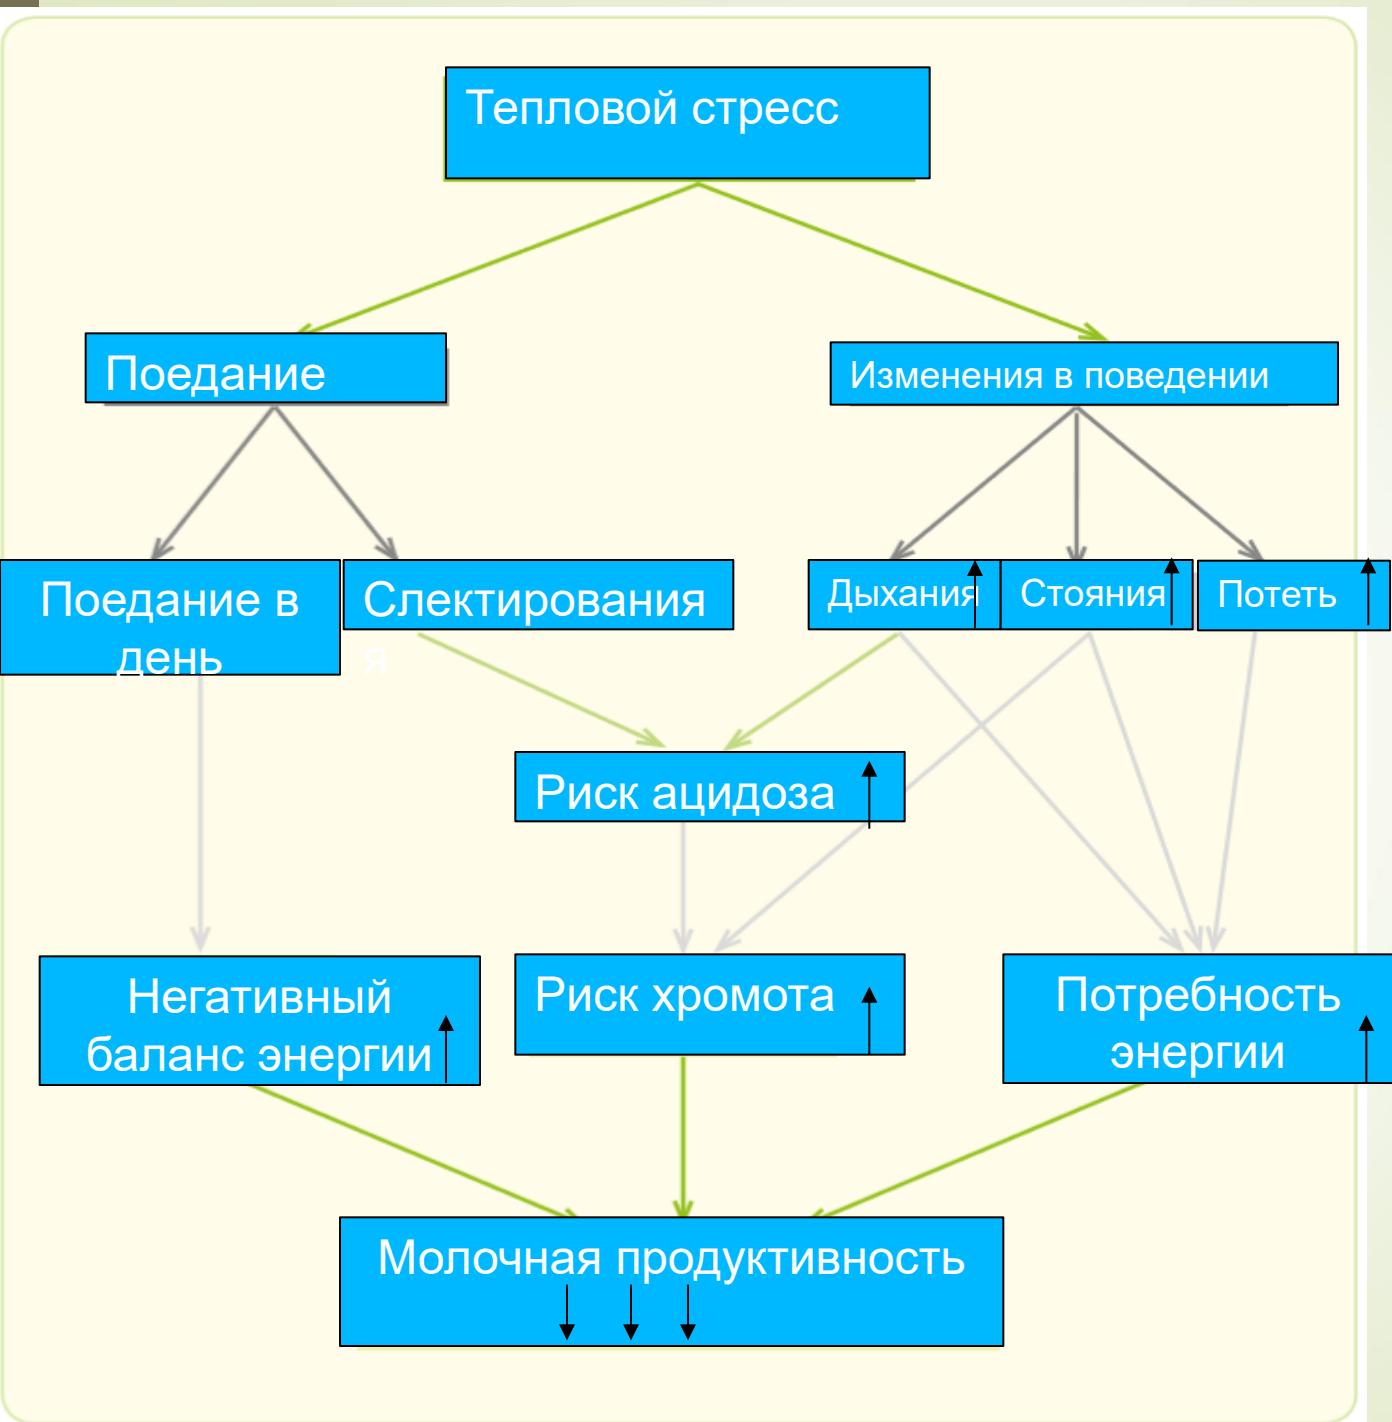 Тепловой стресс
Поедание
Изменения в поведении
Поедание в
день
Слектирования
я
Дыхания
Стояния
Потеть
Риск ацидоза
Негативный
баланс энергии
Риск хромота
Потребность
энергии
Молочная продуктивность